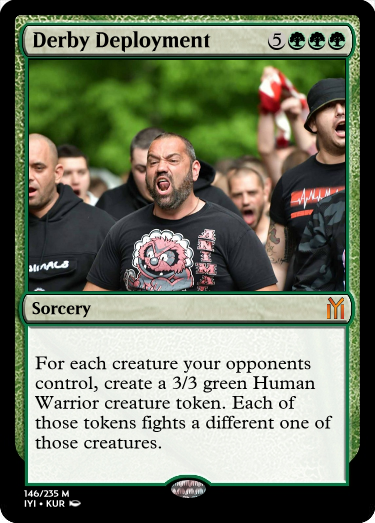 Derby Deployment 5
ANIMALS
Sorcery
For each creature your opponents
control, create a 3/3 green Human
Warrior creature token. Each of
those tokens fights a different one of
those creatures.
146/235 M
IYI • KUR